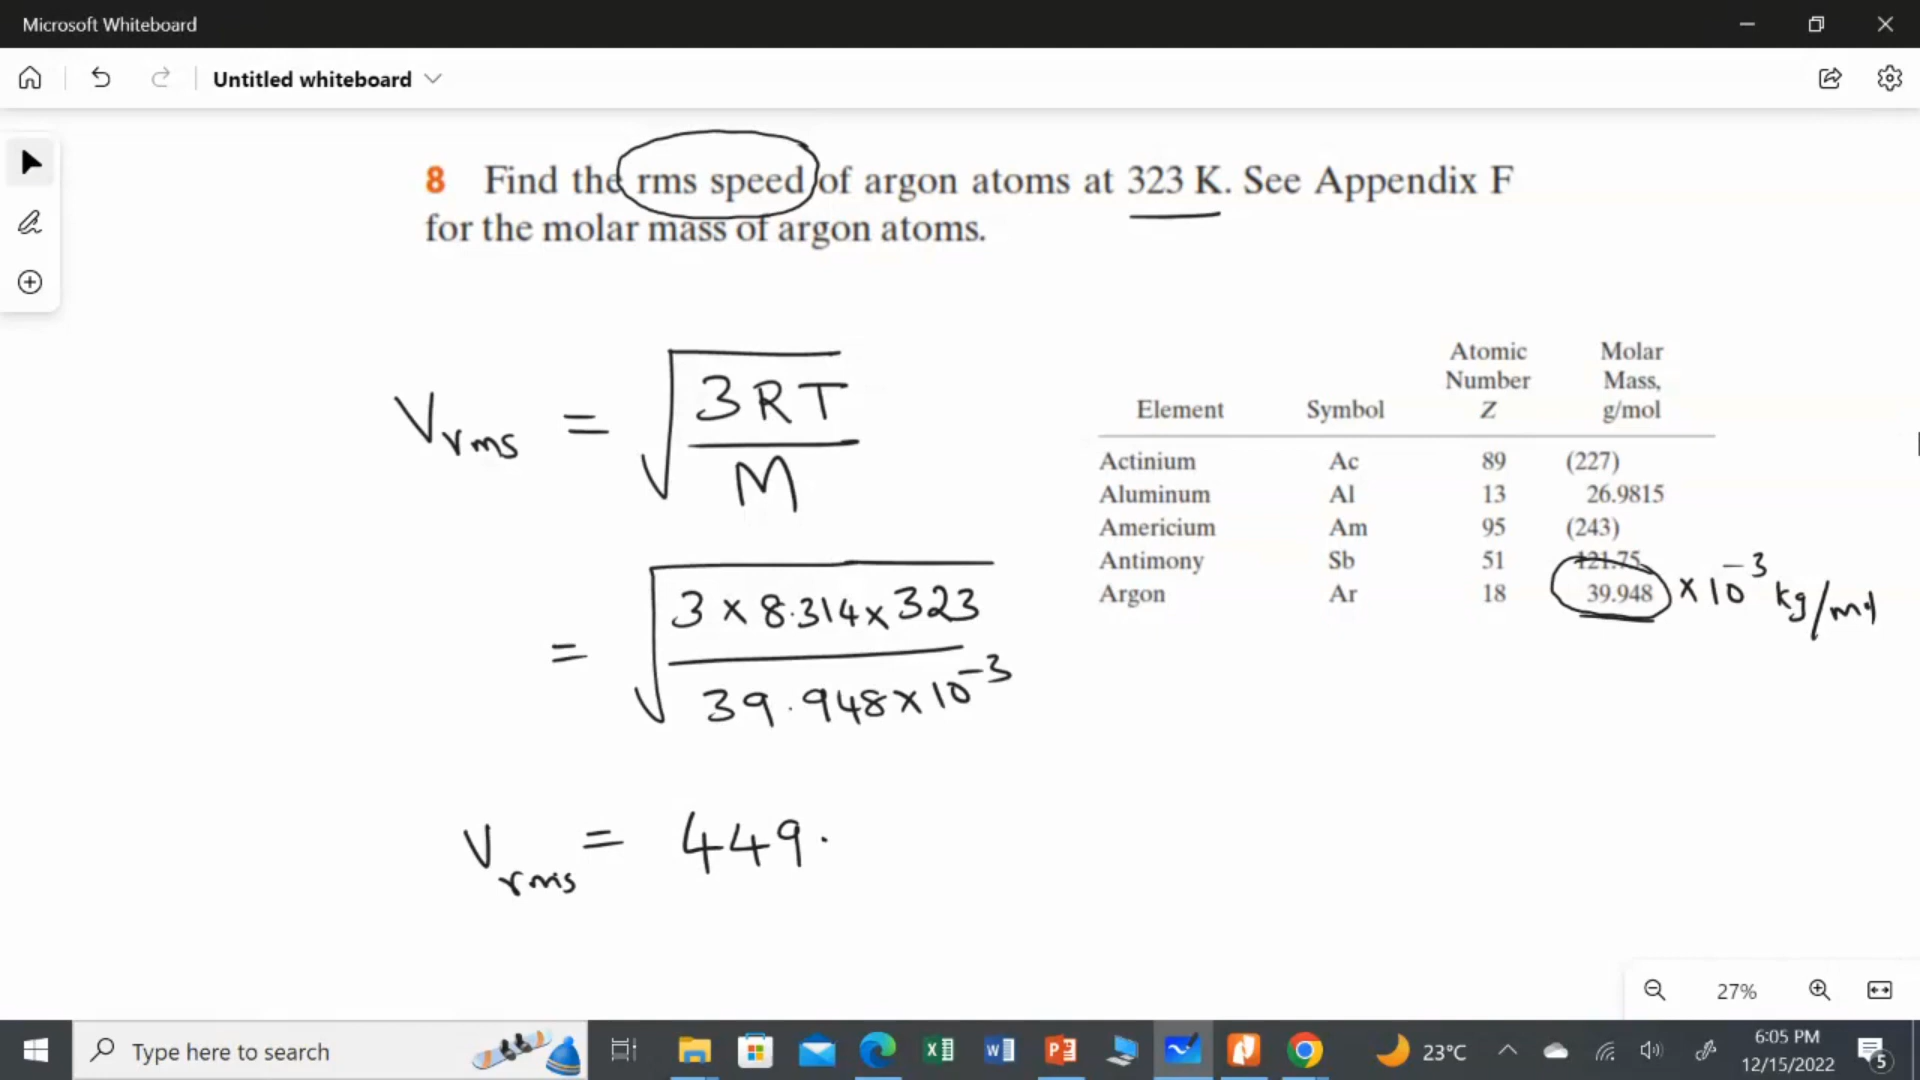 Microsoft Whiteboard
Untitled whiteboard
8 Find the rms speed of argon atoms at 323 K. See Appendix F
for the molar mass of argon atoms.
Vrms = √(3RT / M)
= √(3 × 8.314 × 323 / 39.948 × 10⁻³)
Vrms = 449.
Atomic Molar
Number Mass,
Element Symbol Z g/mol
Actinium Ac 89 (227)
Aluminum Al 13 26.9815
Americium Am 95 (243)
Antimony Sb 51 121.75
Argon Ar 18 39.948 × 10⁻³ kg/mol
27%
Type here to search
23°C
6:05 PM
12/15/2022
5